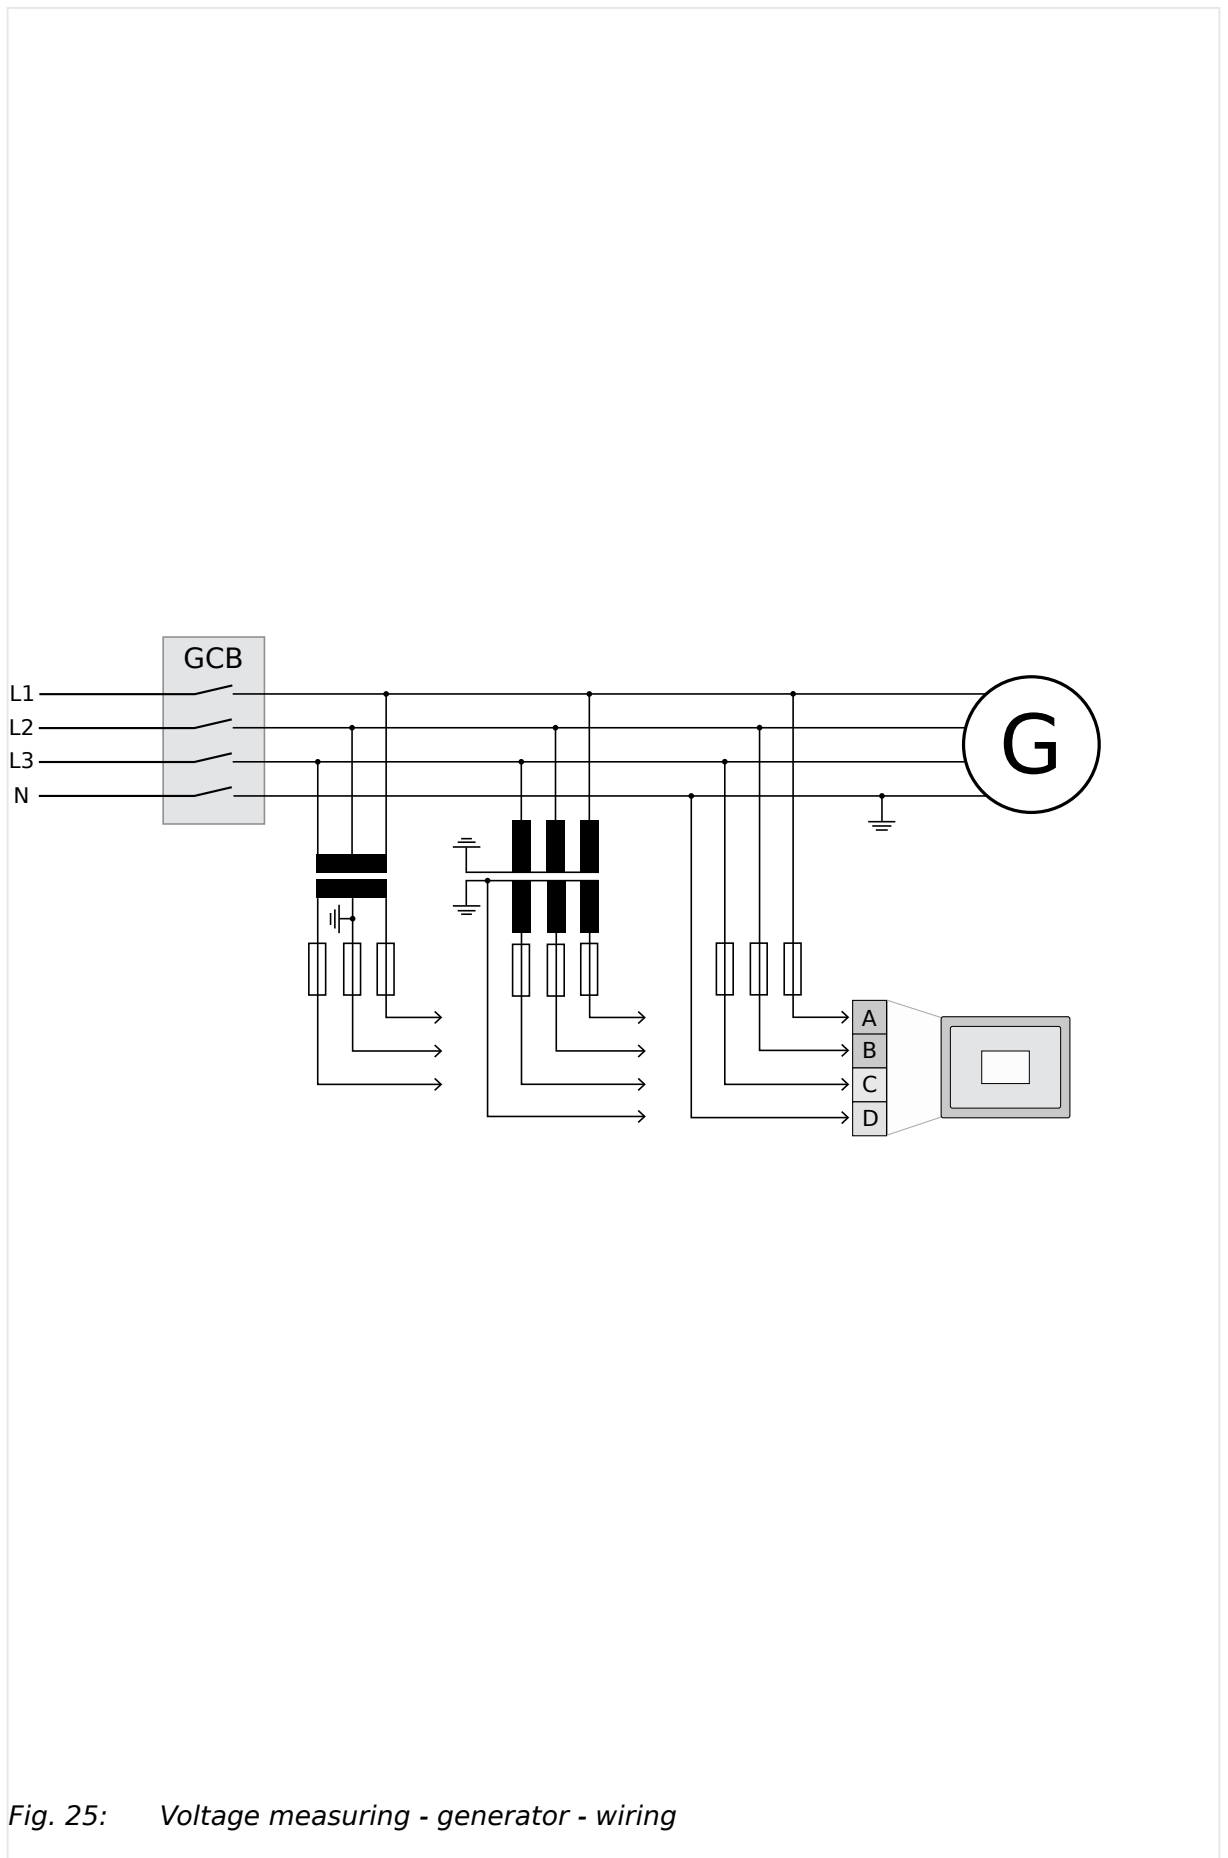 GCB
L1
L2
L3
N
G
A
B
C
D
Fig. 25: Voltage measuring - generator - wiring